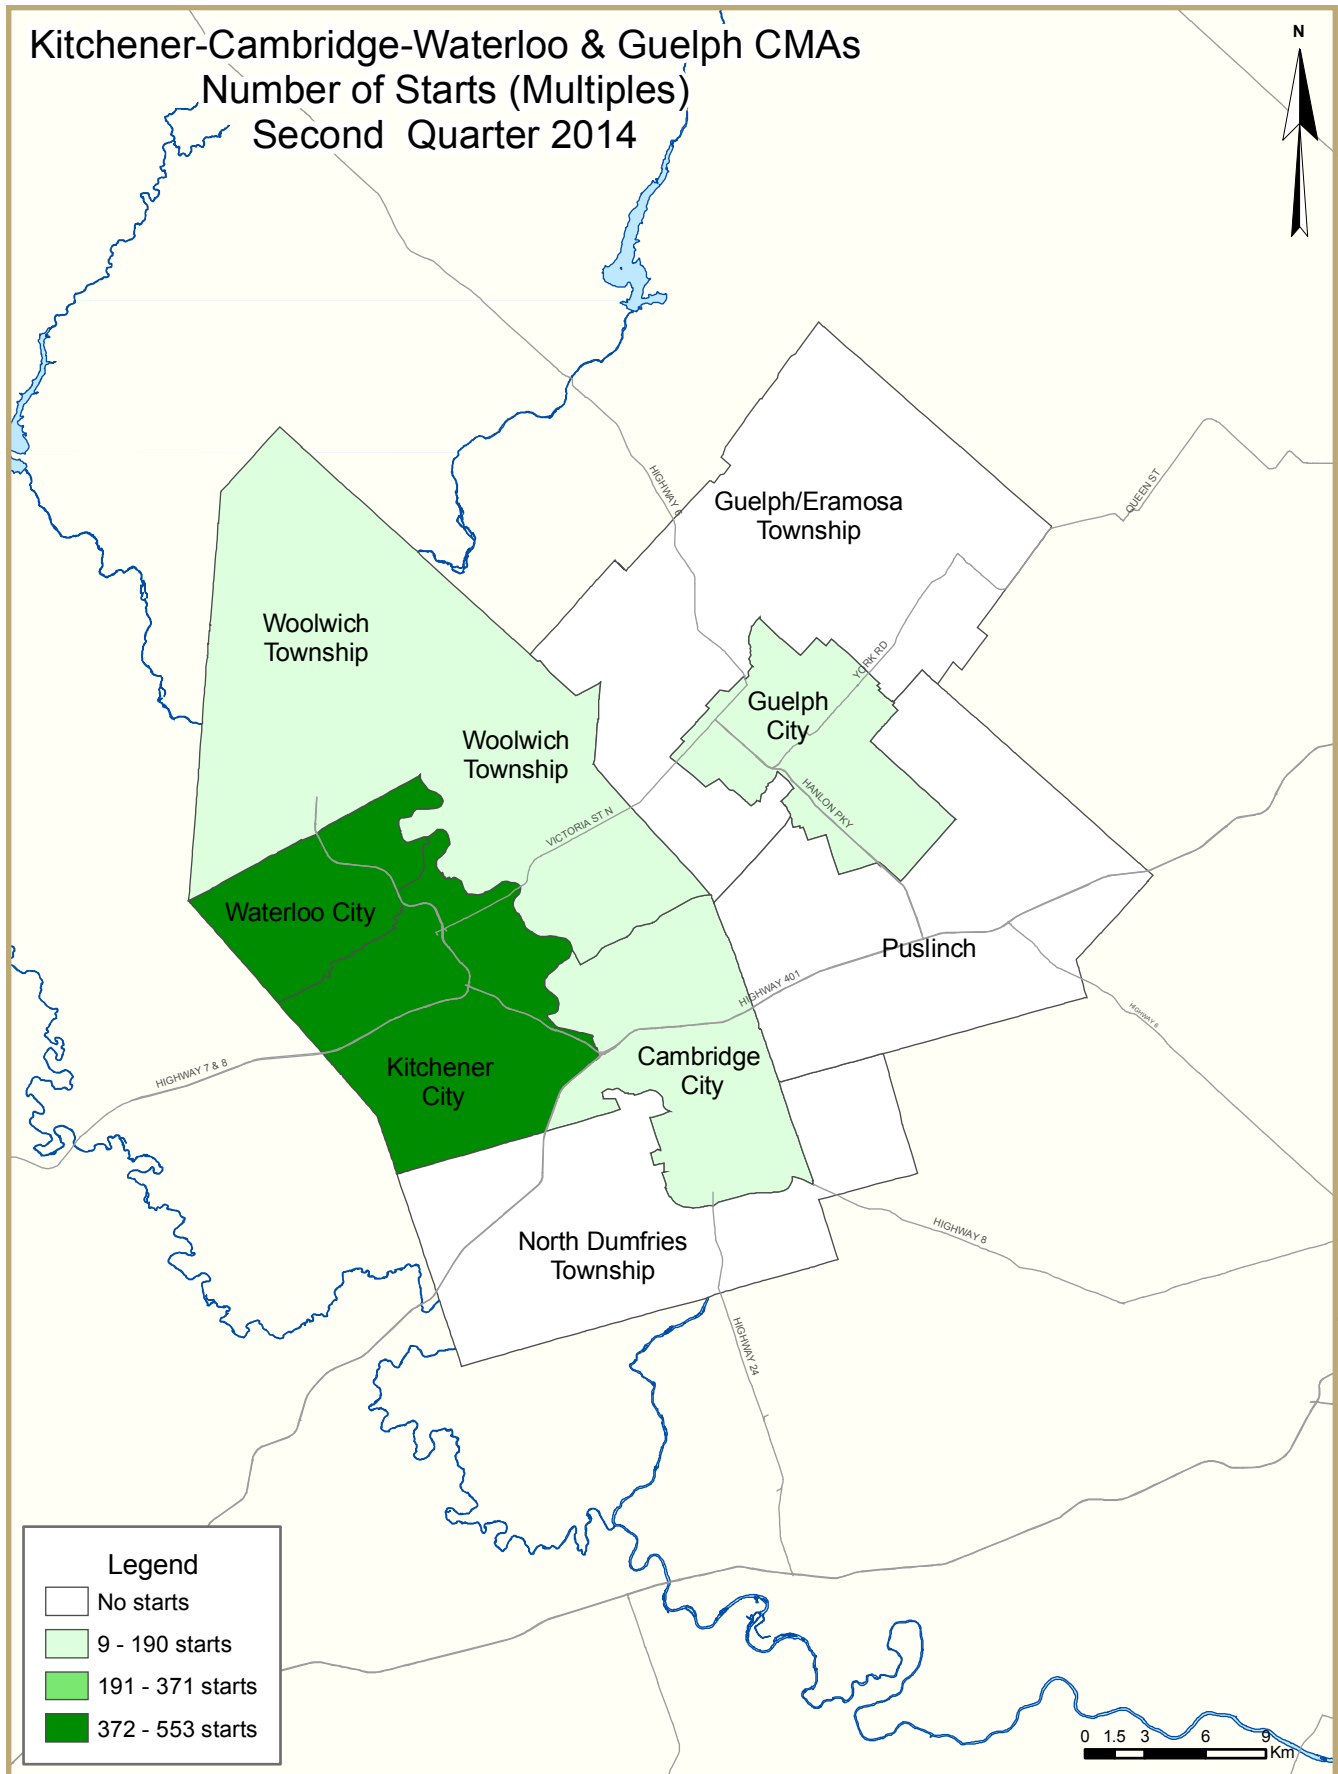 Kitchener-Cambridge-Waterloo & Guelph CMAs
Number of Starts (Multiples)
Second Quarter 2014
N
HIGHWAY 6
Guelph/Eramosa
Township
QUEEN ST
Woolwich
Township
YORK RD
Guelph
City
Woolwich
Township
HANLON PKY
VICTORIA ST N
Waterloo City
Puslinch
HIGHWAY 401
HIGHWAY 6
Kitchener
City
Cambridge
City
HIGHWAY 7 & 8
North Dumfries
Township
HIGHWAY 8
HIGHWAY 24
Legend
No starts
9 - 190 starts
191 - 371 starts
372 - 553 starts
0 1.5 3 6 9
Km